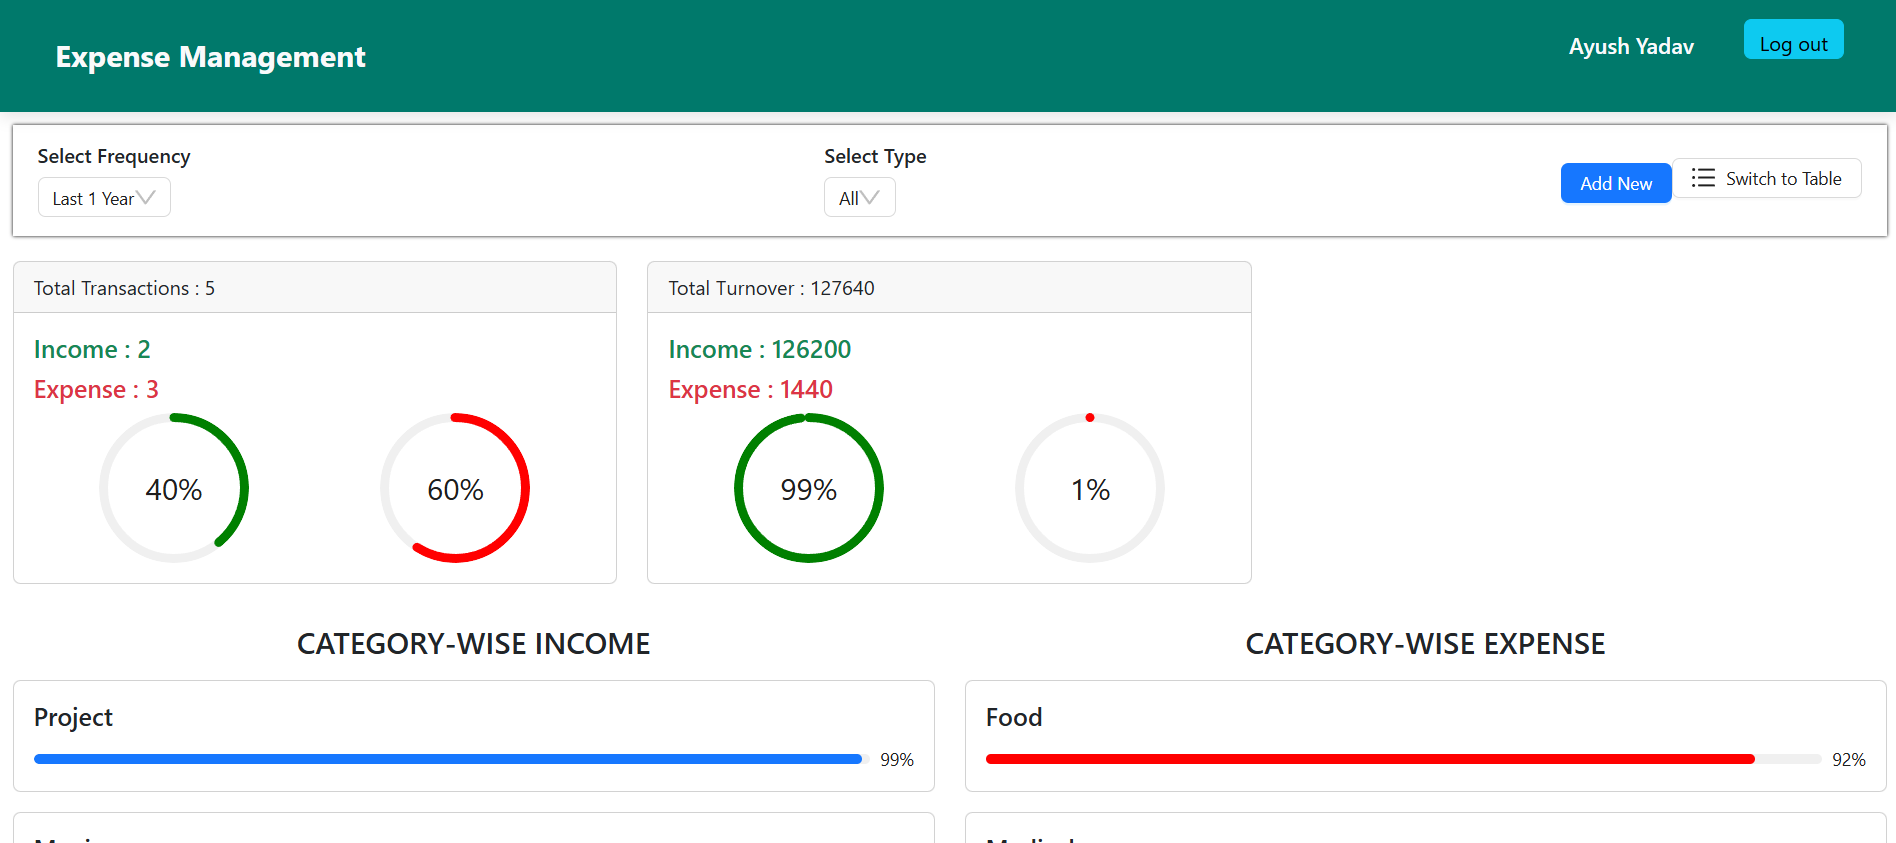 Expense Management
Ayush Yadav
Log out
Select Frequency
Last 1 Year
Select Type
All
Add New
Switch to Table
Total Transactions : 5
Income : 2
Expense : 3
40%
60%
Total Turnover : 127640
Income : 126200
Expense : 1440
99%
1%
CATEGORY-WISE INCOME
Project
99%
CATEGORY-WISE EXPENSE
Food
92%